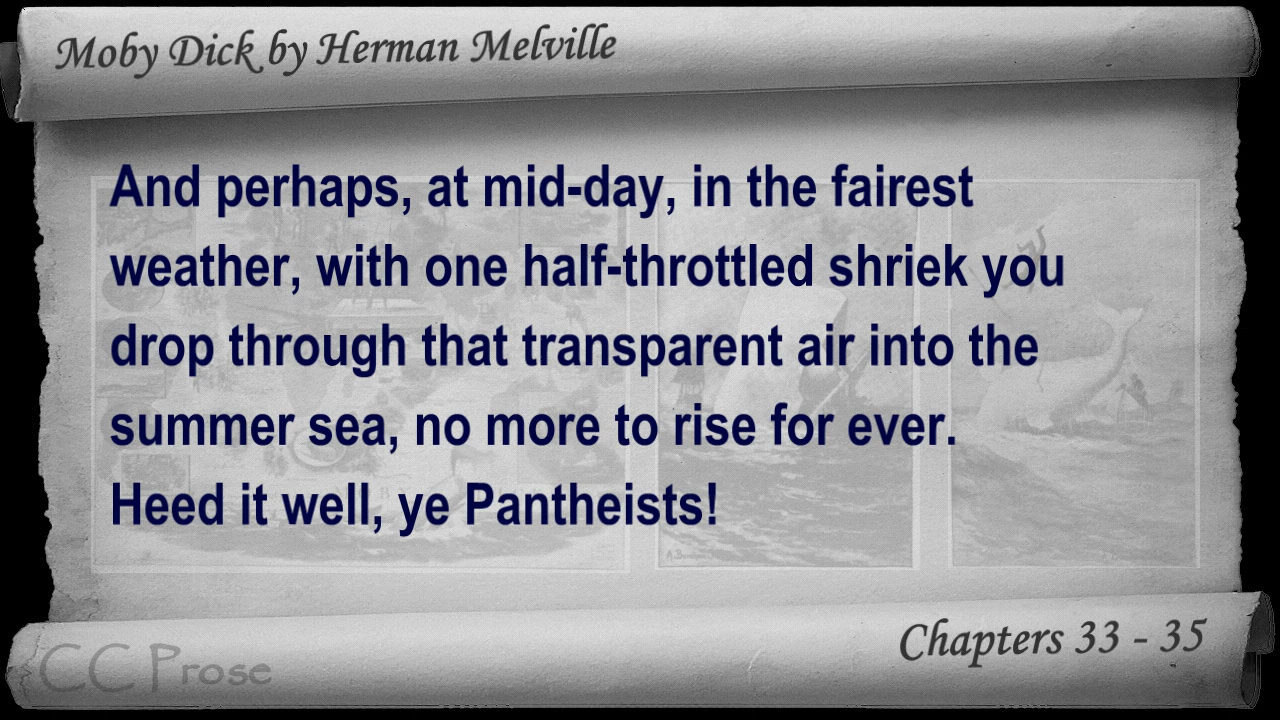 Moby Dick by Herman Melville
And perhaps, at mid-day, in the fairest
weather, with one half-throttled shriek you
drop through that transparent air into the
summer sea, no more to rise for ever.
Heed it well, ye Pantheists!
Chapters 33 - 35
CC Prose